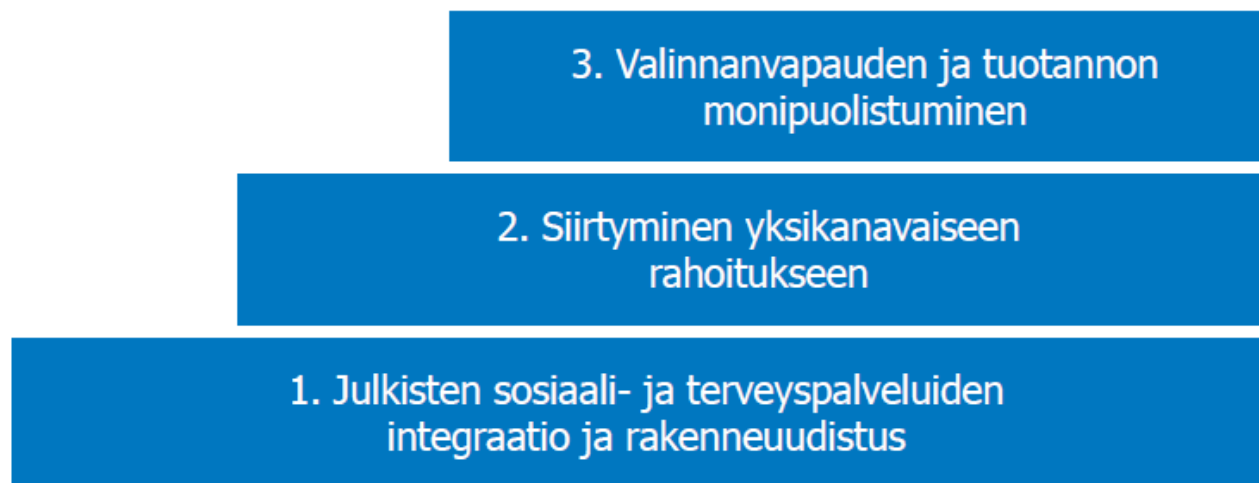 3. Valinnanvapauden ja tuotannon
monipuolistuminen
2. Siirtyminen yksikanavaiseen
rahoitukseen
1. Julkisten sosiaali- ja terveyspalveluiden
integraatio ja rakenneuudistus